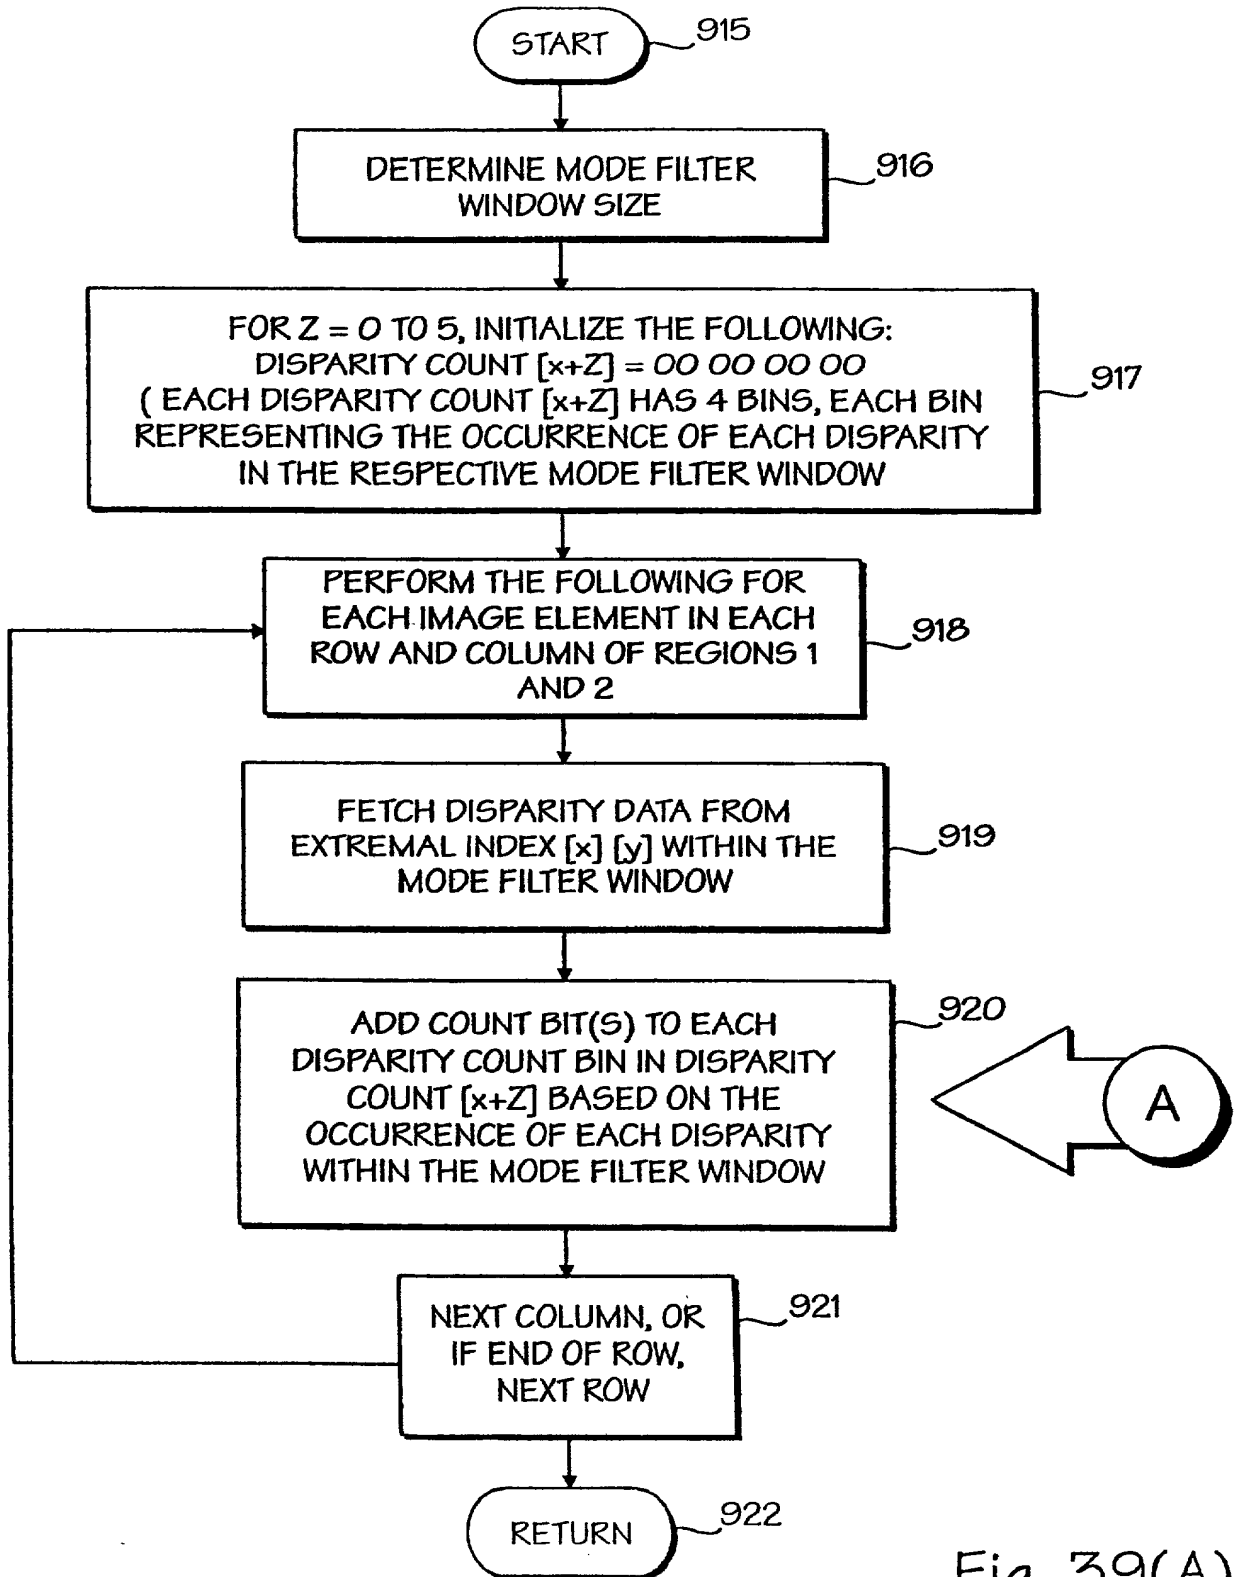 START
915
DETERMINE MODE FILTER
WINDOW SIZE
916
FOR Z = 0 TO 5, INITIALIZE THE FOLLOWING:
DISPARITY COUNT [x+Z] = 00 00 00 00
( EACH DISPARITY COUNT [x+Z] HAS 4 BINS, EACH BIN
REPRESENTING THE OCCURRENCE OF EACH DISPARITY
IN THE RESPECTIVE MODE FILTER WINDOW
917
PERFORM THE FOLLOWING FOR
EACH IMAGE ELEMENT IN EACH
ROW AND COLUMN OF REGIONS 1
AND 2
918
FETCH DISPARITY DATA FROM
EXTREMAL INDEX [x] [y] WITHIN THE
MODE FILTER WINDOW
919
ADD COUNT BIT(S) TO EACH
DISPARITY COUNT BIN IN DISPARITY
COUNT [x+Z] BASED ON THE
OCCURRENCE OF EACH DISPARITY
WITHIN THE MODE FILTER WINDOW
920
A
NEXT COLUMN, OR
IF END OF ROW,
NEXT ROW
921
RETURN
922
Fig. 39(A)